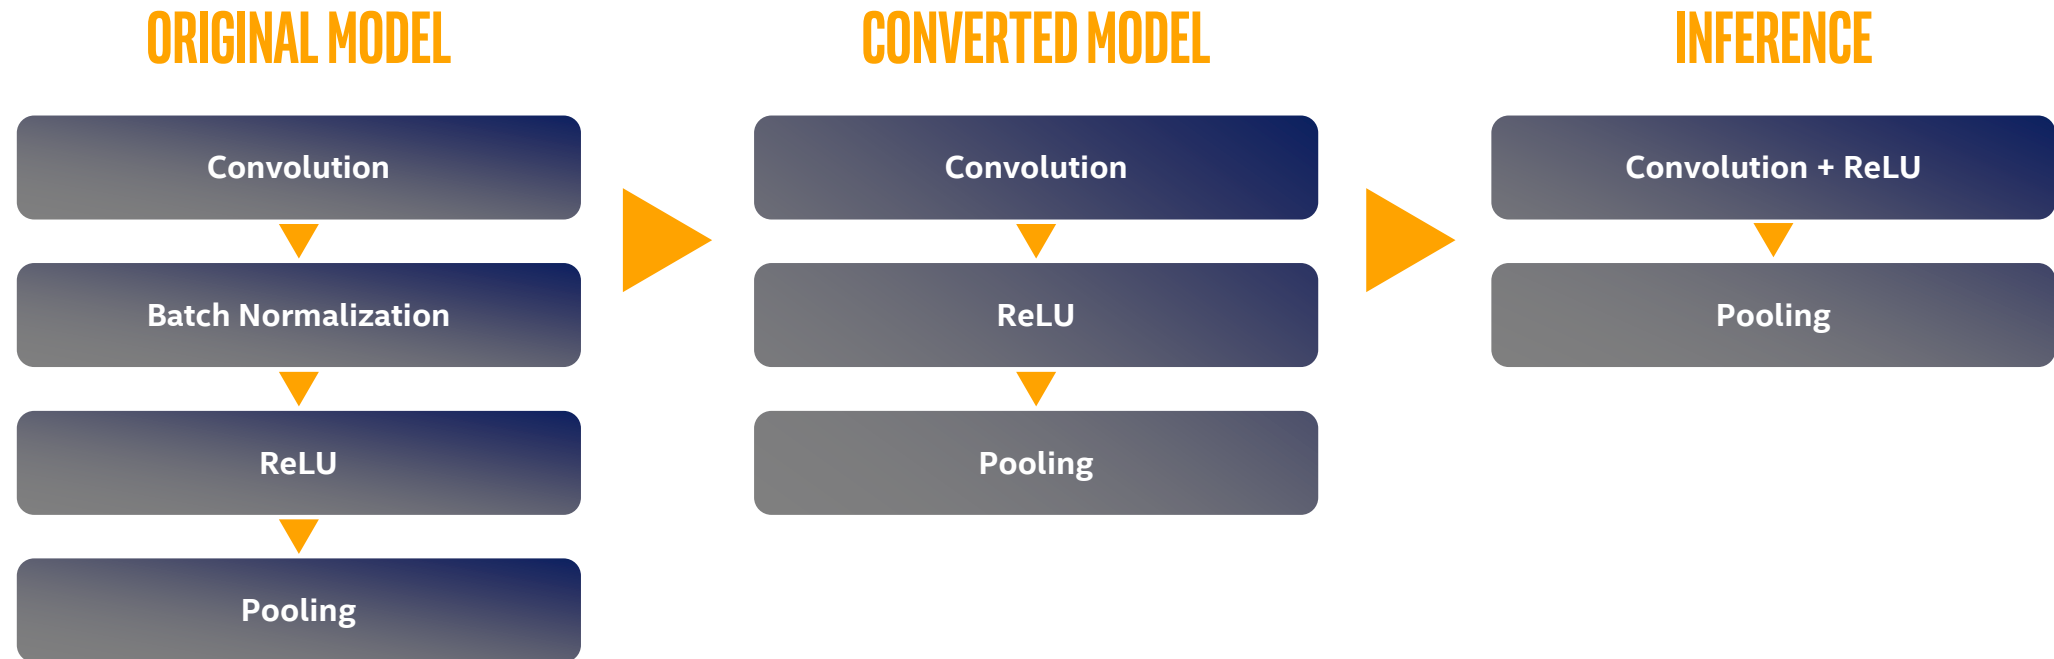 ORIGINAL MODEL
Convolution
Batch Normalization
ReLU
Pooling
CONVERTED MODEL
Convolution
ReLU
Pooling
INFERENCE
Convolution + ReLU
Pooling